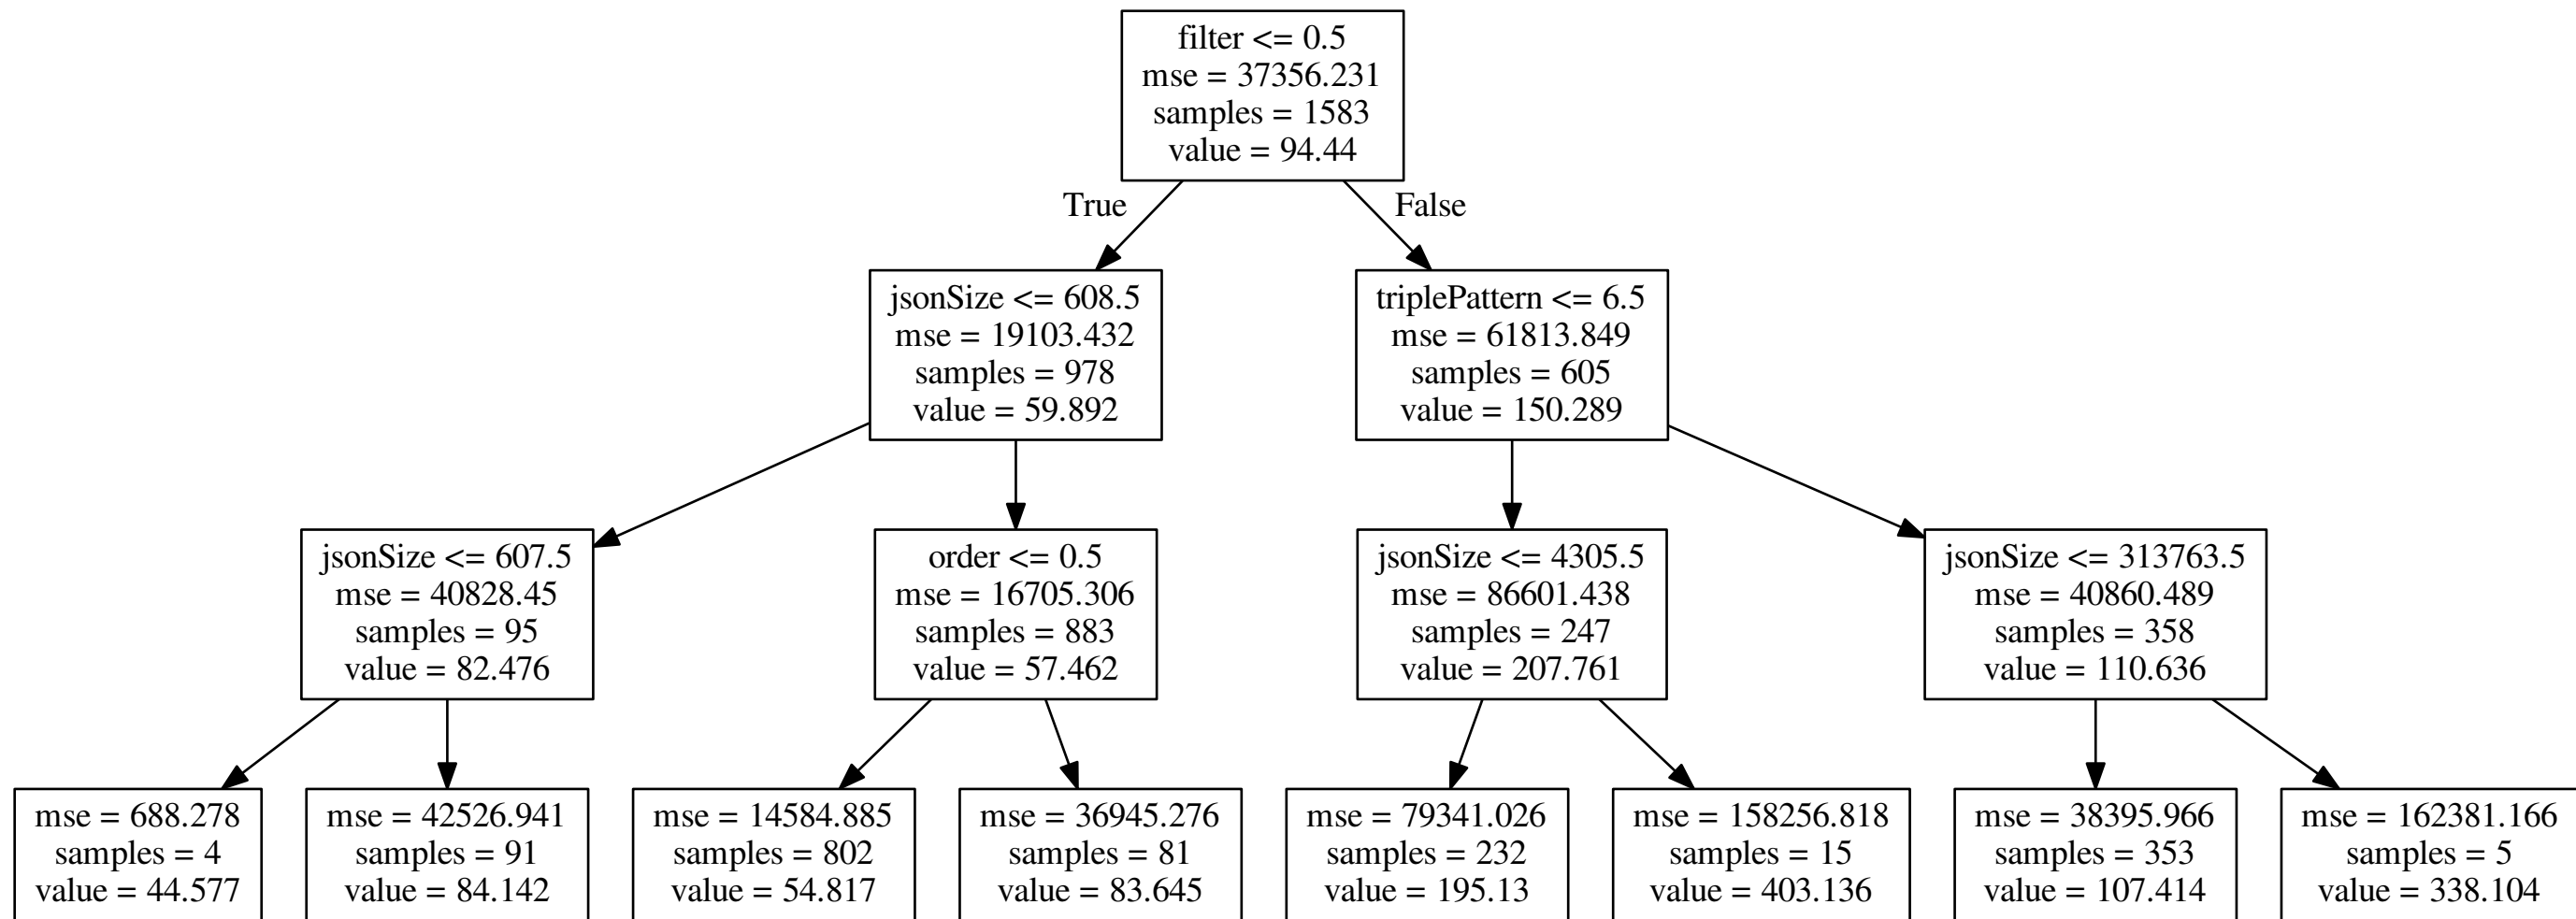 filter <= 0.5
mse = 37356.231
samples = 1583
value = 94.44
True
False
jsonSize <= 608.5
mse = 19103.432
samples = 978
value = 59.892
triplePattern <= 6.5
mse = 61813.849
samples = 605
value = 150.289
jsonSize <= 607.5
mse = 40828.45
samples = 95
value = 82.476
order <= 0.5
mse = 16705.306
samples = 883
value = 57.462
jsonSize <= 4305.5
mse = 86601.438
samples = 247
value = 207.761
jsonSize <= 313763.5
mse = 40860.489
samples = 358
value = 110.636
mse = 688.278
samples = 4
value = 44.577
mse = 42526.941
samples = 91
value = 84.142
mse = 14584.885
samples = 802
value = 54.817
mse = 36945.276
samples = 81
value = 83.645
mse = 79341.026
samples = 232
value = 195.13
mse = 158256.818
samples = 15
value = 403.136
mse = 38395.966
samples = 353
value = 107.414
mse = 162381.166
samples = 5
value = 338.104